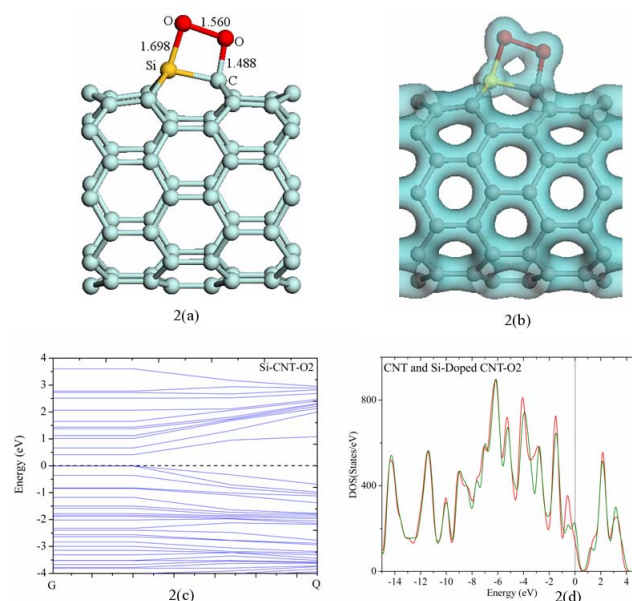 O 1.560
O
1.698
1.488
Si
C
2(a)
2(b)
Si-CNT-O2
4
3
2
1
0
-1
-2
-3
-4
Energy (eV)
G
Q
2(c)
CNT and Si-Doped CNT-O2
800
400
0
DOS(States/eV)
-14 -12 -10 -8 -6 -4 -2 0 2 4
Energy (eV)
2(d)